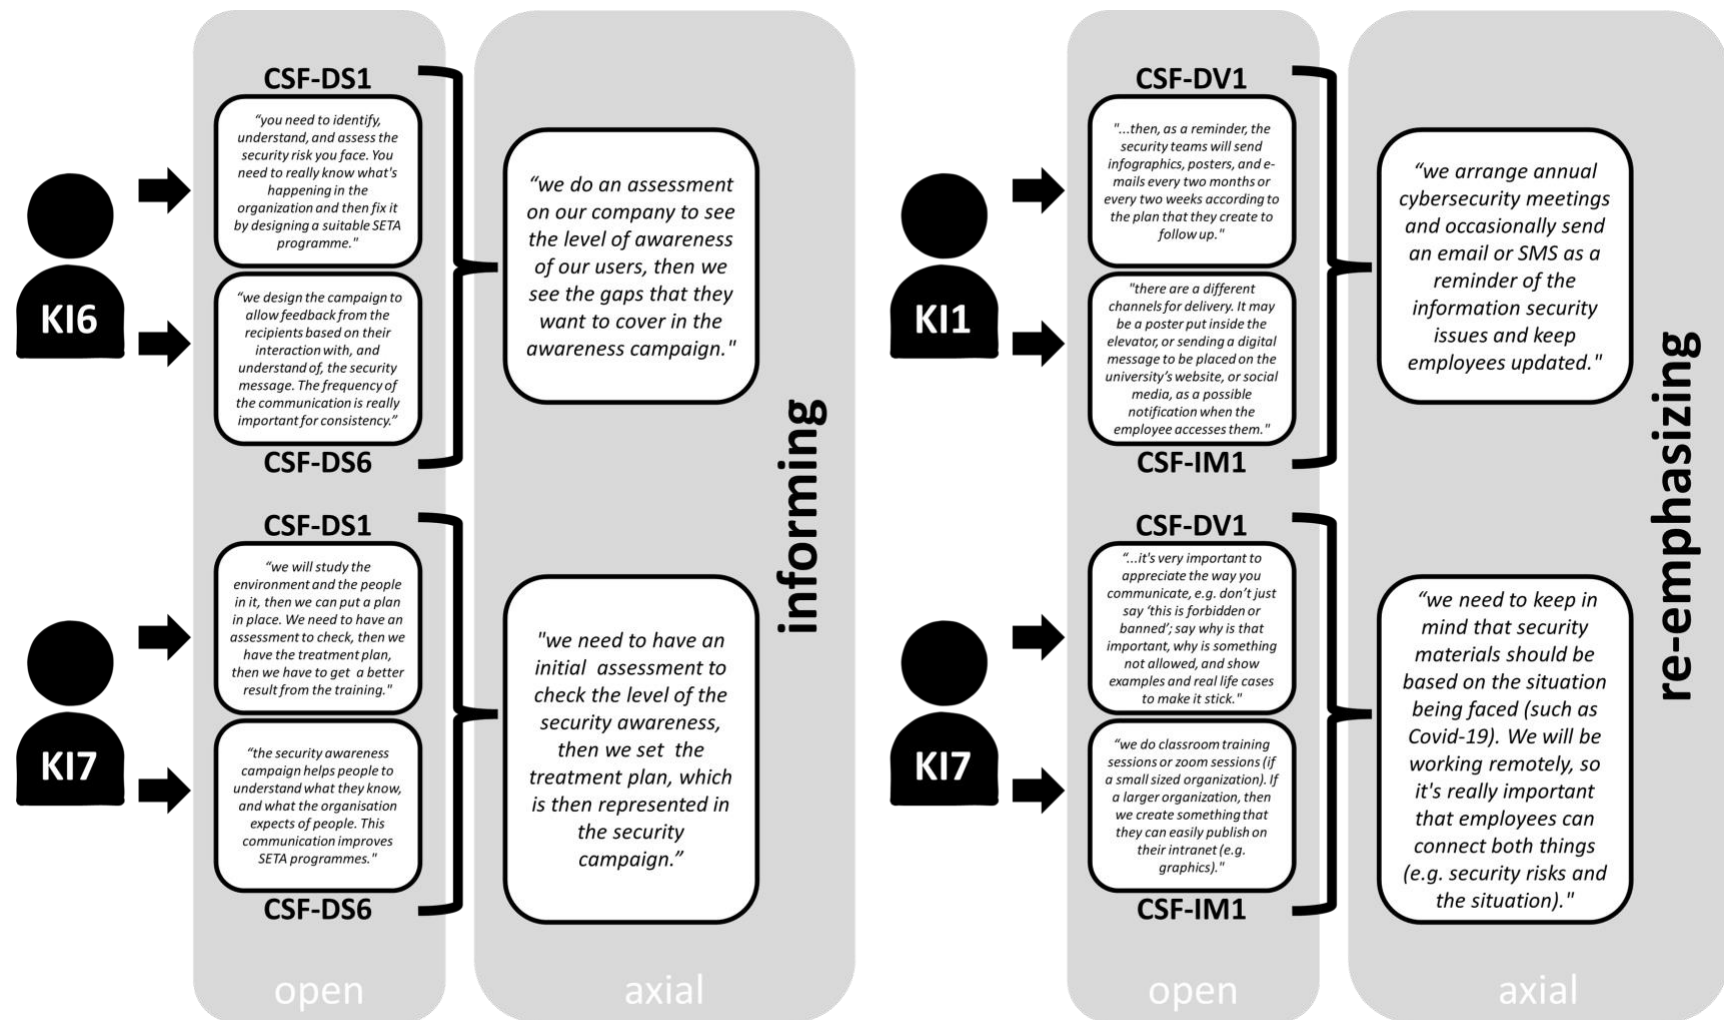 KI6
CSF-DS1
“you need to identify,
understand, and assess the
security risk you face. You
need to really know what's
happening in the
organization and then fix it
by designing a suitable SETA
programme."
“we design the campaign to
allow feedback from the
recipients based on their
interaction with, and
understand of, the security
message. The frequency of
the communication is really
important for consistency.”
CSF-DS6
“we do an assessment
on our company to see
the level of awareness
of our users, then we
see the gaps that they
want to cover in the
awareness campaign."
KI7
CSF-DS1
“we will study the
environment and the people
in it, then we can put a plan
in place. We need to have an
assessment to check, then we
have the treatment plan,
then we have to get a better
result from the training."
“the security awareness
campaign helps people to
understand what they know,
and what the organisation
expects of people. This
communication improves
SETA programmes."
CSF-DS6
"we need to have an
initial assessment to
check the level of the
security awareness,
then we set the
treatment plan, which
is then represented in
the security
campaign.”
informing
open
axial
KI1
CSF-DV1
"...then, as a reminder, the
security teams will send
infographics, posters, and e-
mails every two months or
every two weeks according to
the plan that they create to
follow up."
"there are a different
channels for delivery. It may
be a poster put inside the
elevator, or sending a digital
message to be placed on the
university’s website, or social
media, as a possible
notification when the
employee accesses them."
CSF-IM1
“we arrange annual
cybersecurity meetings
and occasionally send
an email or SMS as a
reminder of the
information security
issues and keep
employees updated."
KI7
CSF-DV1
“...it's very important to
appreciate the way you
communicate, e.g. don’t just
say ‘this is forbidden or
banned’; say why is that
important, why is something
not allowed, and show
examples and real life cases
to make it stick."
“we do classroom training
sessions or zoom sessions (if
a small sized organization). If
a larger organization, then
we create something that
they can easily publish on
their intranet (e.g.
graphics)."
CSF-IM1
“we need to keep in
mind that security
materials should be
based on the situation
being faced (such as
Covid-19). We will be
working remotely, so
it's really important
that employees can
connect both things
(e.g. security risks and
the situation)."
re-emphasizing
open
axial